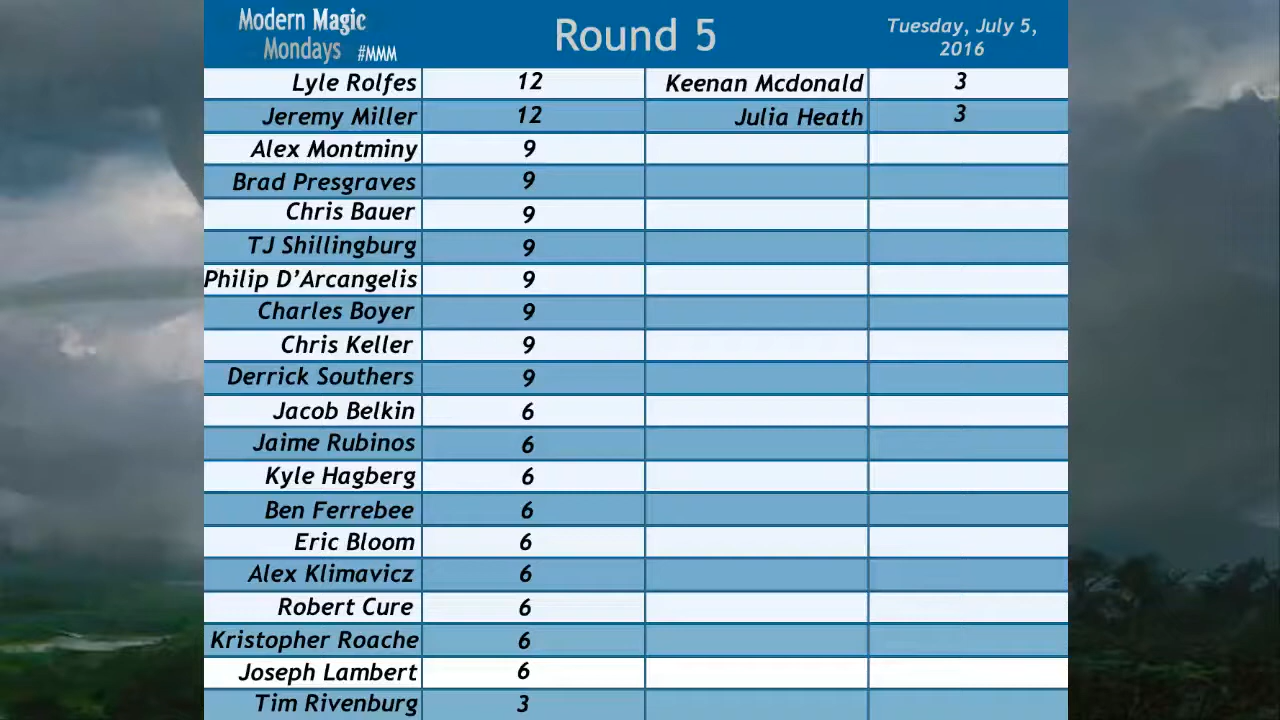 Modern Magic
Mondays #MMM
Round 5
Tuesday, July 5,
2016
Lyle Rolfes 12 Keenan Mcdonald 3
Jeremy Miller 12 Julia Heath 3
Alex Montminy 9
Brad Presgraves 9
Chris Bauer 9
TJ Shillingburg 9
Philip D’Arcangelis 9
Charles Boyer 9
Chris Keller 9
Derrick Southers 9
Jacob Belkin 6
Jaime Rubinos 6
Kyle Hagberg 6
Ben Ferrebee 6
Eric Bloom 6
Alex Klimavicz 6
Robert Cure 6
Kristopher Roache 6
Joseph Lambert 6
Tim Rivenburg 3